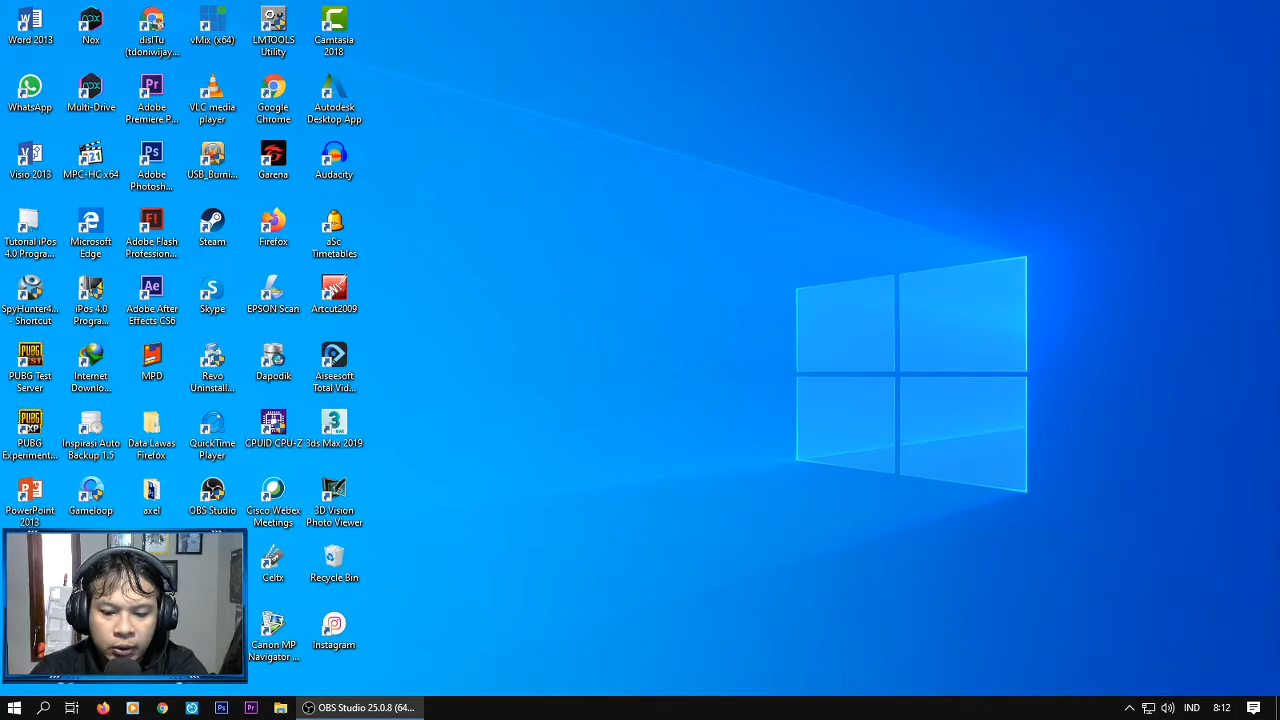 Word 2013
Nox
disITu
(tdoniwijay...
vMix (x64)
LMTOOLS
Utility
Camtasia
2018
WhatsApp
Multi-Drive
Adobe
Premiere P...
VLC media
player
Google
Chrome
Autodesk
Desktop App
Visio 2013
MPC-HC x64
Adobe
Photosh...
USB_Burni...
Garena
Audacity
Tutorial iPos
4.0 Progra...
Microsoft
Edge
Adobe Flash
Profession...
Steam
Firefox
aSc
Timetables
SpyHunter4...
- Shortcut
iPos 4.0
Progra...
Adobe After
Effects CS6
Skype
EPSON Scan
Artcut2009
PUBG Test
Server
Internet
Downlo...
MPD
Revo
Uninstall...
Dapodik
Aiseesoft
Total Vid...
PUBG
Experiment...
Inspirasi Auto
Backup 1.5
Data Lawas
Firefox
QuickTime
Player
CPUID CPU-Z
3ds Max 2019
PowerPoint
2013
Gameloop
axel
OBS Studio
Cisco Webex
Meetings
3D Vision
Photo Viewer
Celtx
Recycle Bin
Canon MP
Navigator ...
Instagram
OBS Studio 25.0.8 (64...
IND
8:12